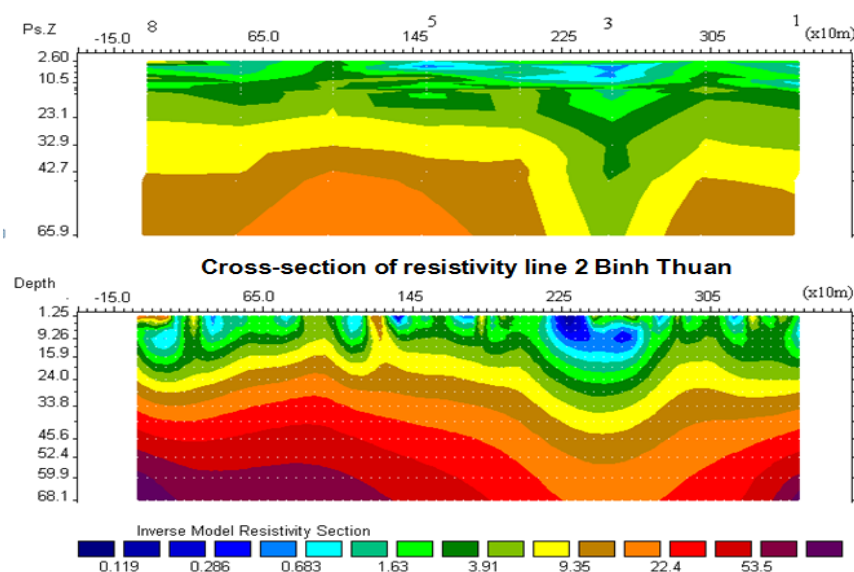 8 5 3 1
Ps.Z -15.0 65.0 145 225 305 (x10m)
2.60
10.5
23.1
32.9
42.7
65.9
Cross-section of resistivity line 2 Binh Thuan
Depth -15.0 65.0 145 225 305 (x10m)
1.25
9.26
15.9
24.0
33.8
45.6
52.4
59.9
68.1
Inverse Model Resistivity Section
0.119 0.286 0.683 1.63 3.91 9.35 22.4 53.5